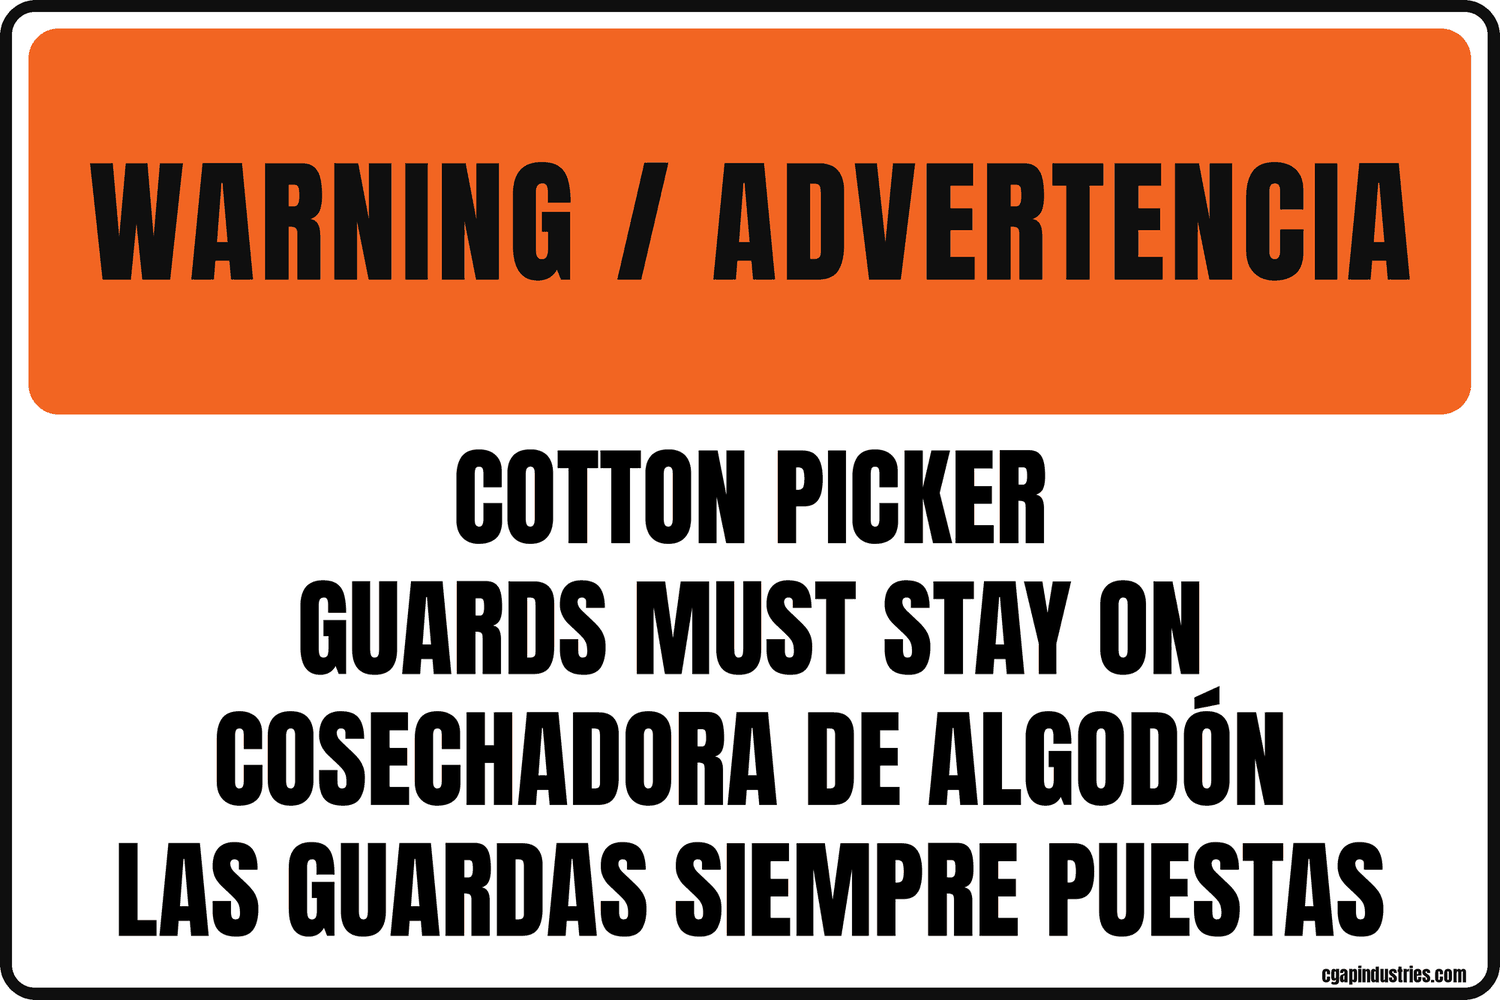 WARNING / ADVERTENCIA
COTTON PICKER
GUARDS MUST STAY ON
COSECHADORA DE ALGODÓN
LAS GUARDAS SIEMPRE PUESTAS
cgapindustries.com